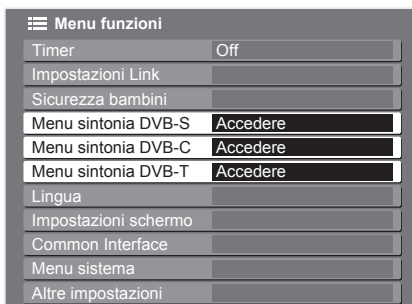 Menu funzioni
Timer Off
Impostazioni Link
Sicurezza bambini
Menu sintonia DVB-S Accedere
Menu sintonia DVB-C Accedere
Menu sintonia DVB-T Accedere
Lingua
Impostazioni schermo
Common Interface
Menu sistema
Altre impostazioni